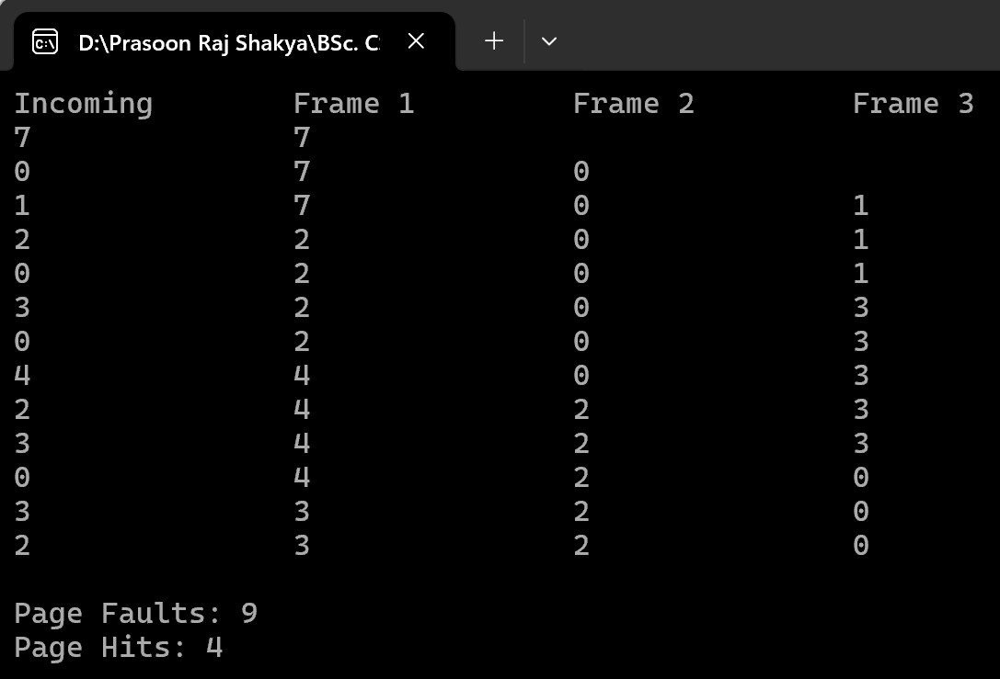 D:\Prasoon Raj Shakya\BSc. C
Incoming Frame 1 Frame 2 Frame 3
7 7
0 7 0
1 7 0 1
2 2 0 1
0 2 0 1
3 2 0 3
0 2 0 3
4 4 0 3
2 4 2 3
3 4 2 3
0 4 2 0
3 3 2 0
2 3 2 0
Page Faults: 9
Page Hits: 4